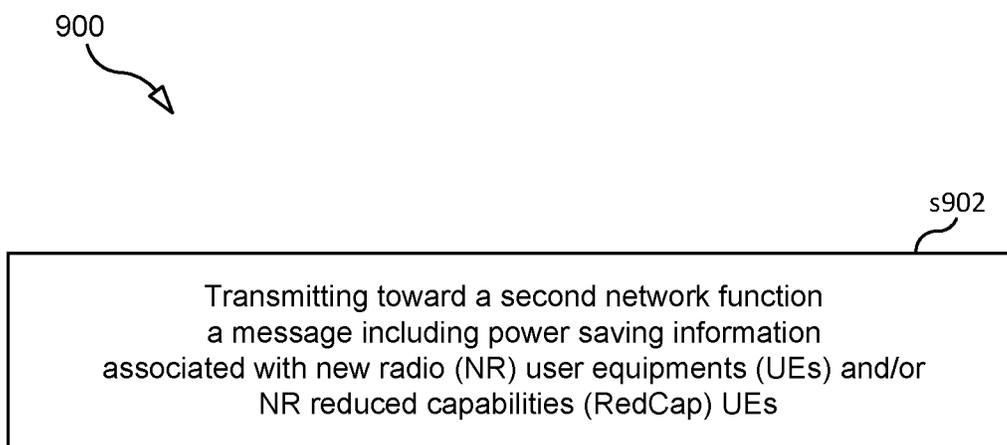 900
s902
Transmitting toward a second network function
a message including power saving information
associated with new radio (NR) user equipments (UEs) and/or
NR reduced capabilities (RedCap) UEs